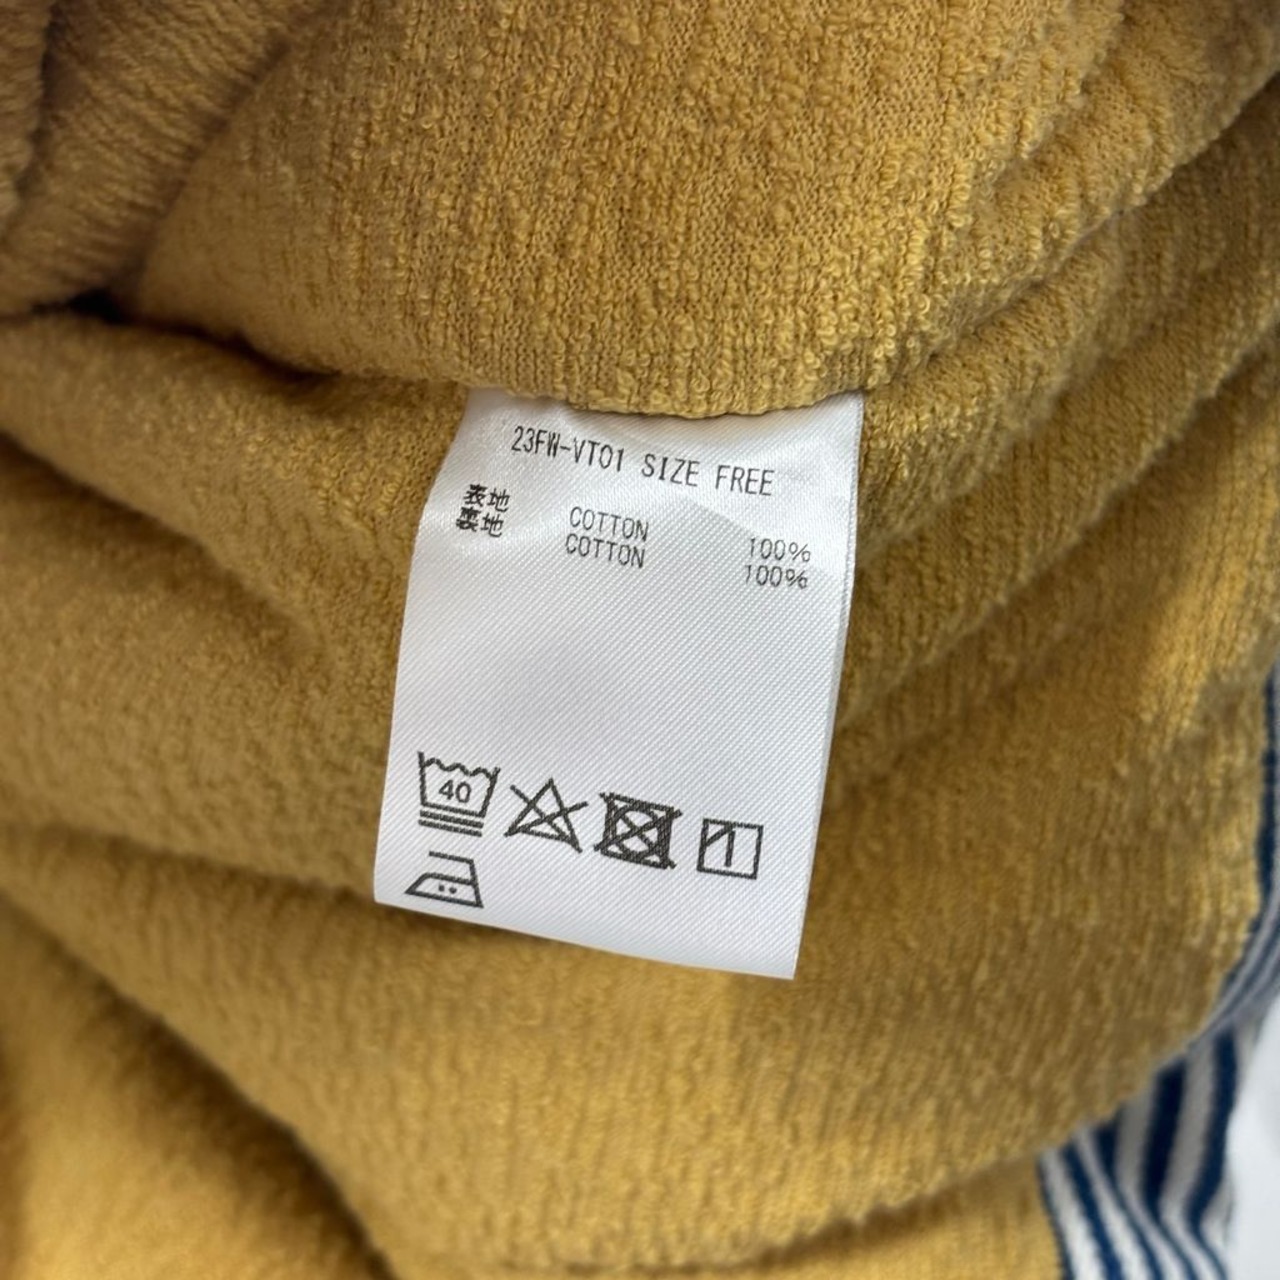 23FW-VT01 SIZE FREE
表地 COTTON 100%
裏地 COTTON 100%
40